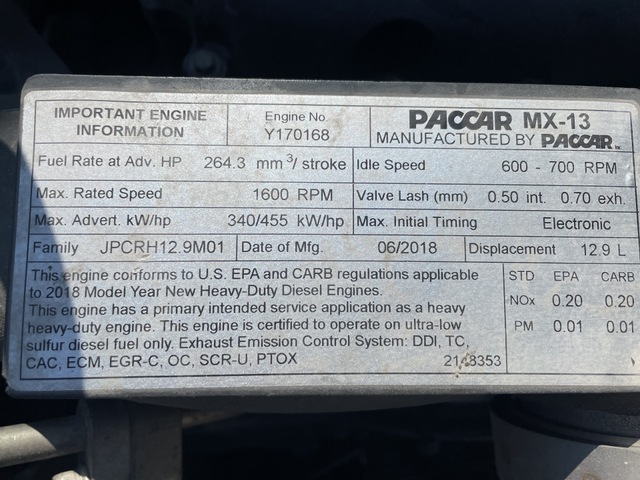 IMPORTANT ENGINE INFORMATION
Engine No.
Y170168
PACCAR MX-13
MANUFACTURED BY PACCAR INC.
Fuel Rate at Adv. HP 264.3 mm³/ stroke
Idle Speed 600 - 700 RPM
Max. Rated Speed 1600 RPM
Valve Lash (mm) 0.50 int. 0.70 exh.
Max. Advert. kW/hp 340/455 kW/hp
Max. Initial Timing Electronic
Family JPCRH12.9M01
Date of Mfg. 06/2018
Displacement 12.9 L
This engine conforms to U.S. EPA and CARB regulations applicable
to 2018 Model Year New Heavy-Duty Diesel Engines.
This engine has a primary intended service application as a heavy
heavy-duty engine. This engine is certified to operate on ultra-low
sulfur diesel fuel only. Exhaust Emission Control System: DDI, TC,
CAC, ECM, EGR-C, OC, SCR-U, PTOX
2143353
STD EPA CARB
NOx 0.20 0.20
PM 0.01 0.01